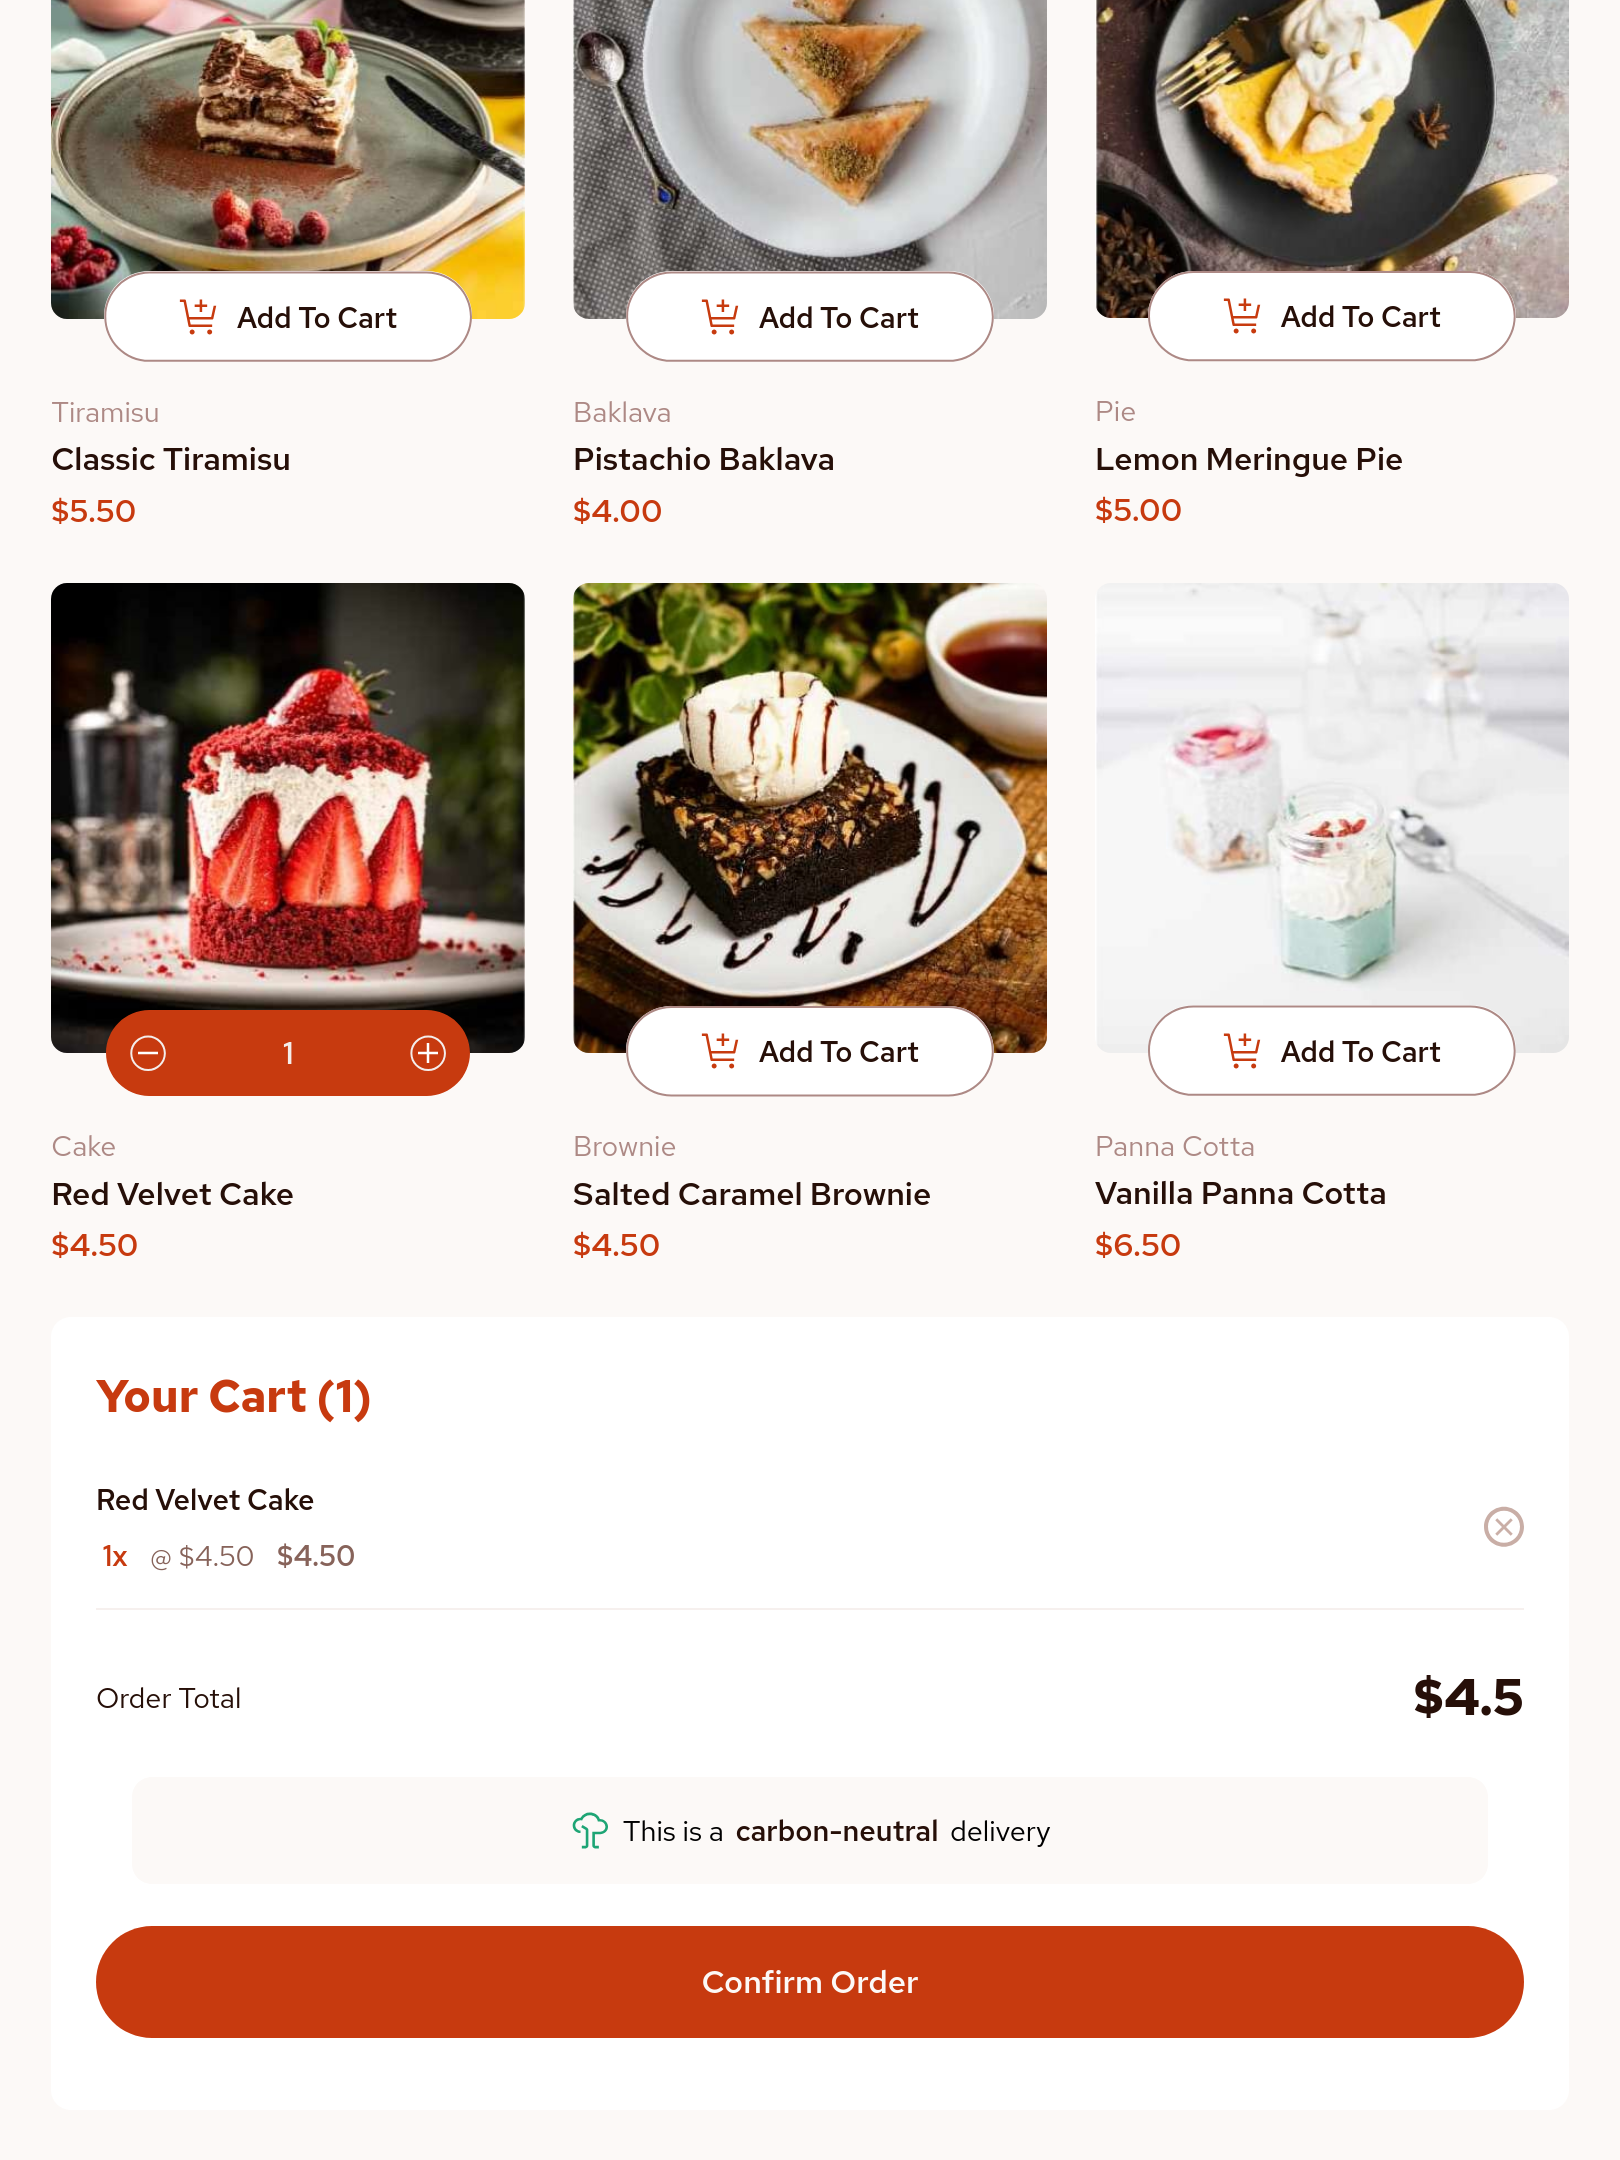 Add To Cart
Add To Cart
Add To Cart
Tiramisu
Classic Tiramisu
$5.50
Baklava
Pistachio Baklava
$4.00
Pie
Lemon Meringue Pie
$5.00
1
Add To Cart
Add To Cart
Cake
Red Velvet Cake
$4.50
Brownie
Salted Caramel Brownie
$4.50
Panna Cotta
Vanilla Panna Cotta
$6.50
Your Cart (1)
Red Velvet Cake
1x @ $4.50 $4.50
Order Total $4.5
This is a carbon-neutral delivery
Confirm Order